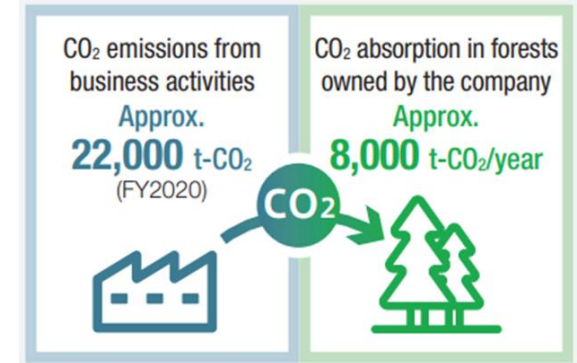 CO₂ emissions from
business activities
Approx.
22,000 t-CO₂
(FY2020)
CO₂ absorption in forests
owned by the company
Approx.
8,000 t-CO₂/year
CO₂